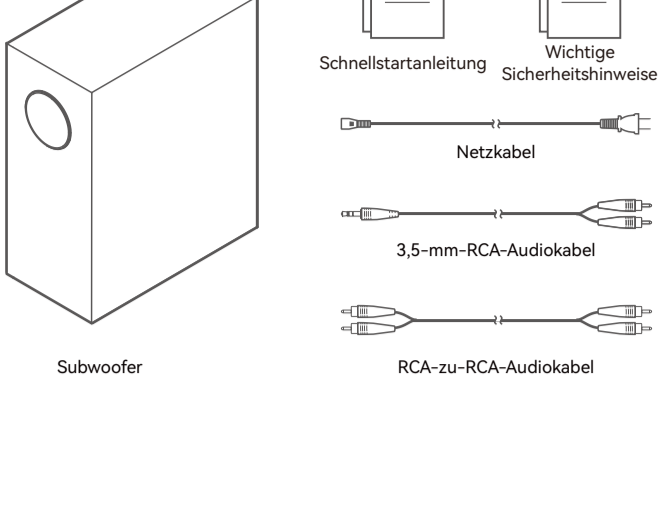 Schnellstartanleitung
Wichtige
Sicherheitshinweise
Netzkabel
3,5-mm-RCA-Audiokabel
RCA-zu-RCA-Audiokabel
Subwoofer